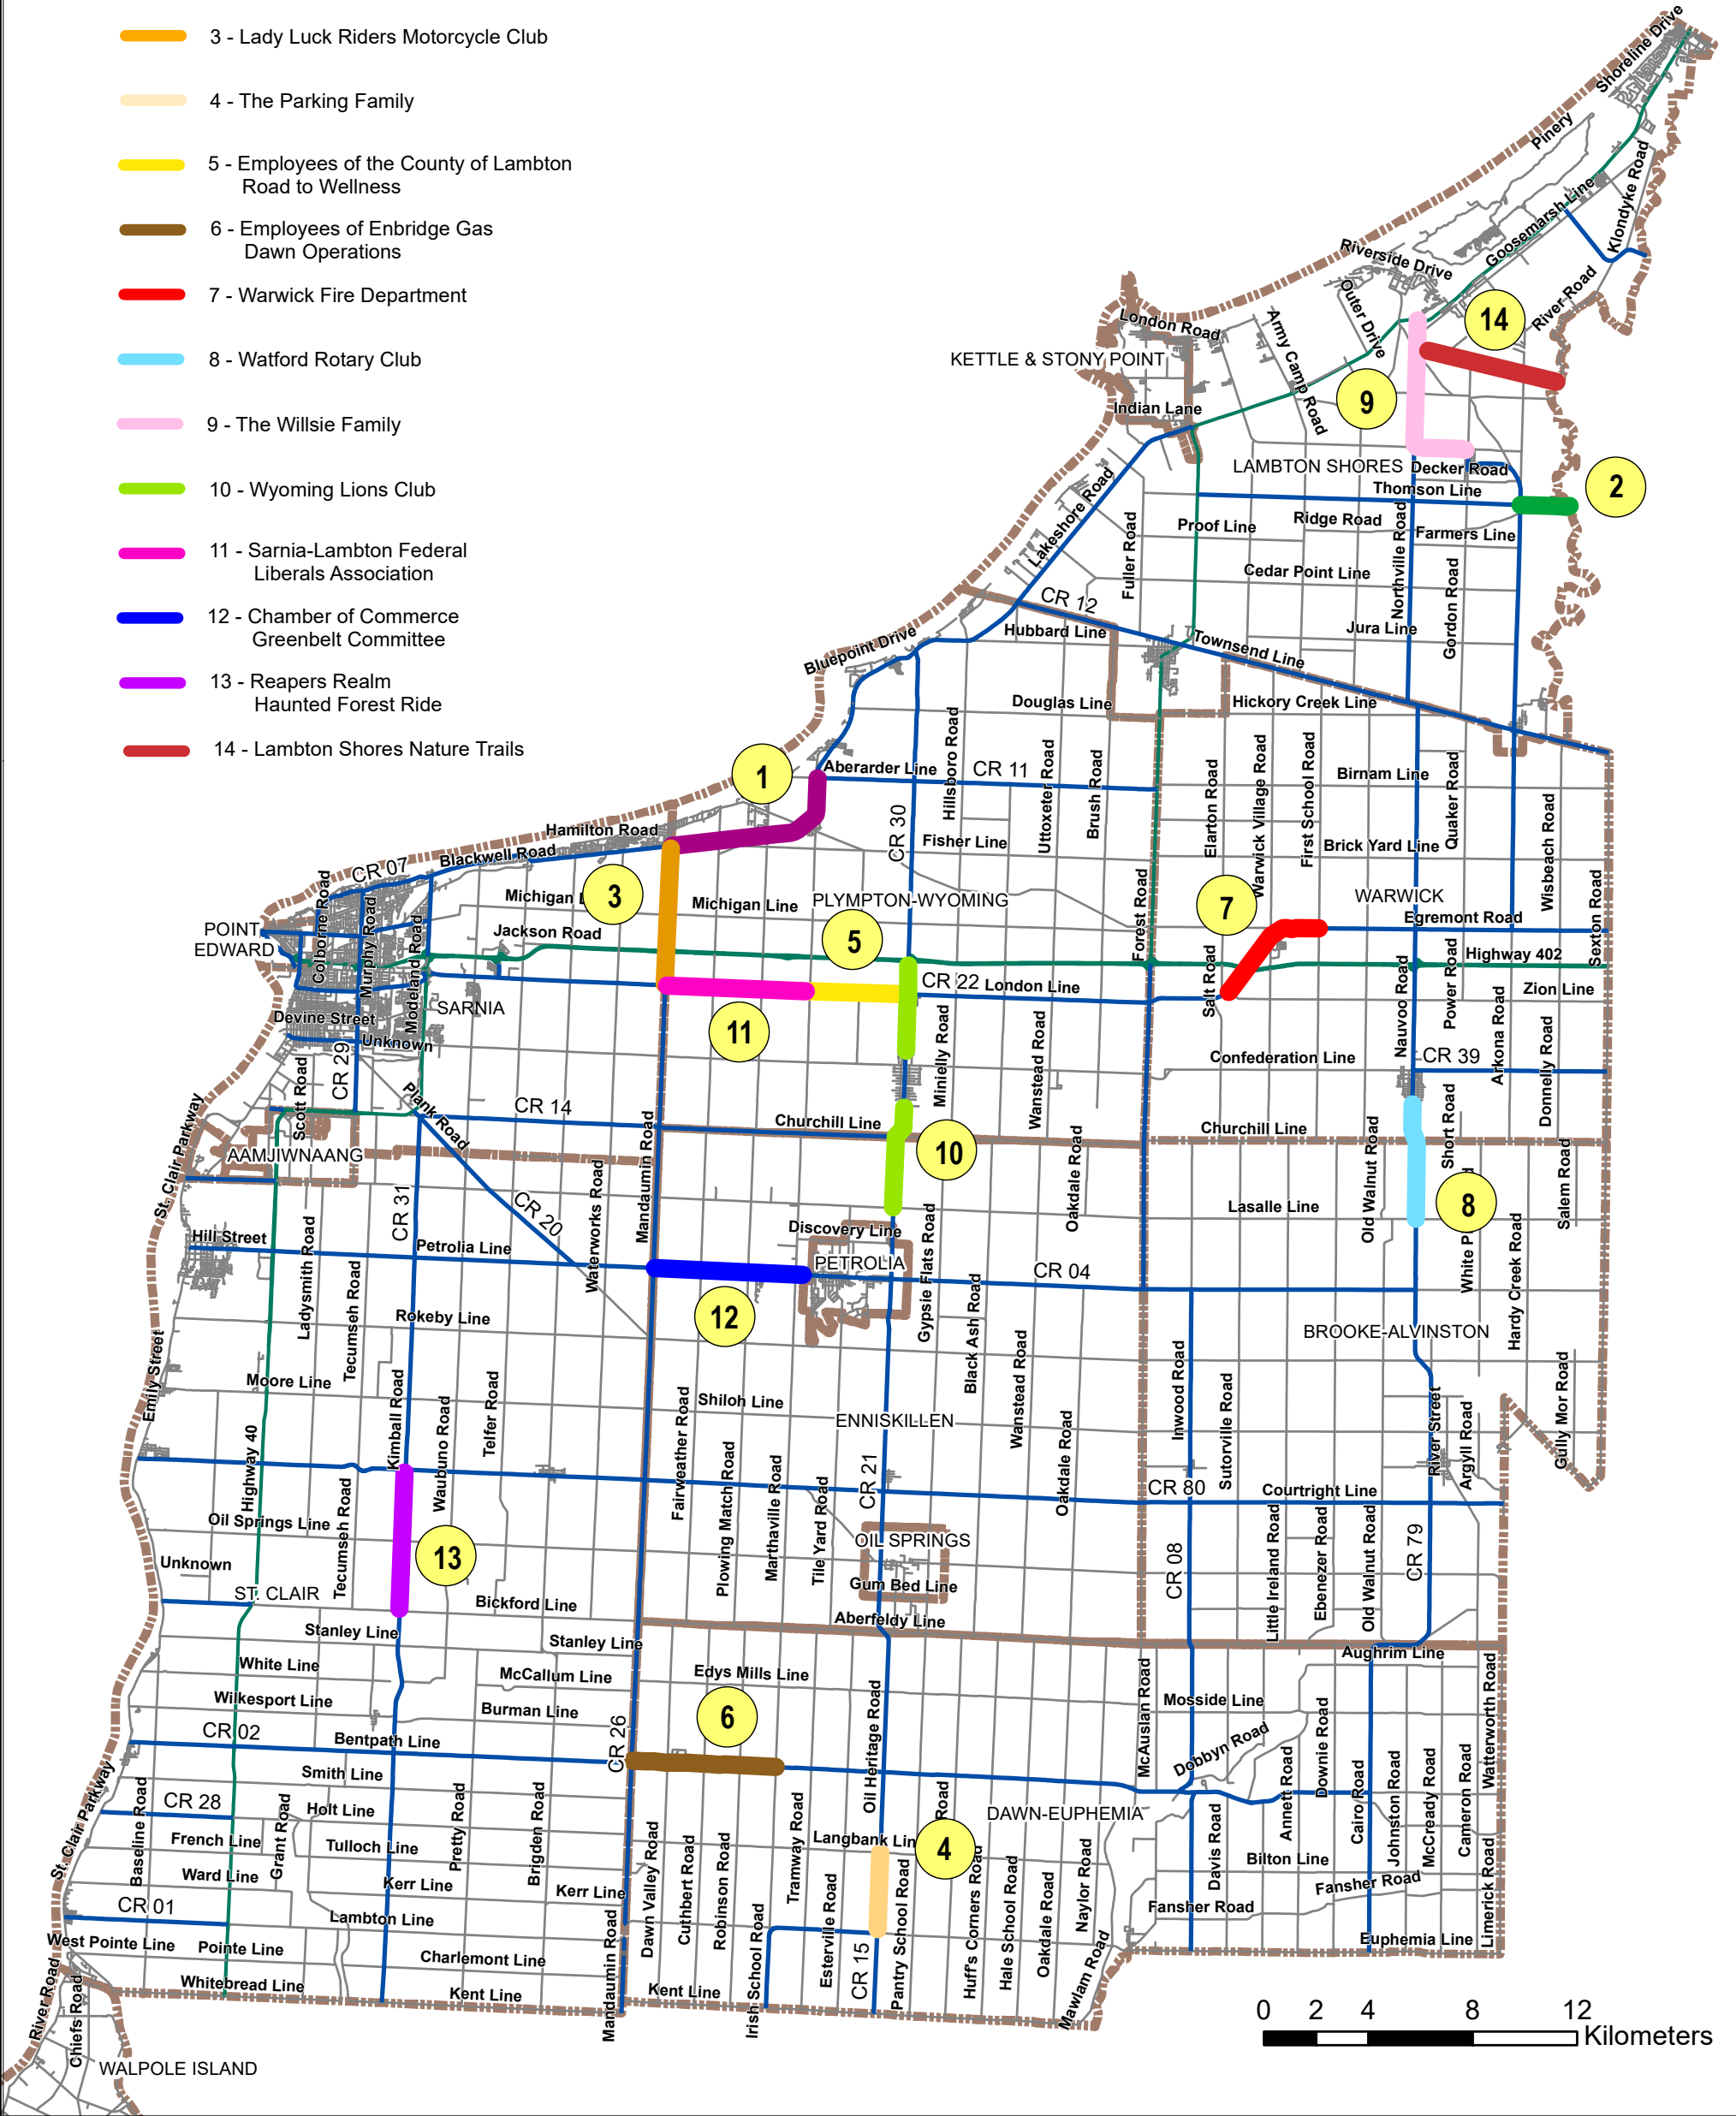 3 - Lady Luck Riders Motorcycle Club
4 - The Parking Family
5 - Employees of the County of Lambton
Road to Wellness
6 - Employees of Enbridge Gas
Dawn Operations
7 - Warwick Fire Department
8 - Watford Rotary Club
9 - The Willsie Family
10 - Wyoming Lions Club
11 - Sarnia-Lambton Federal
Liberals Association
12 - Chamber of Commerce
Greenbelt Committee
13 - Reapers Realm
Haunted Forest Ride
14 - Lambton Shores Nature Trails
Shoreline Drive
Pinery
Klondyke Road
Goosemarsh Line
Riverside Drive
River Road
Outer Drive
14
London Road
Army Camp Road
KETTLE & STONY POINT
9
Indian Lane
LAMBTON SHORES
Decker Road
2
Thomson Line
Lakeshore Road
Proof Line
Ridge Road
Farmers Line
Fuller Road
Northville Road
Cedar Point Line
Gordon Road
CR 12
Hubbard Line
Jura Line
Townsend Line
Bluepoint Drive
Douglas Line
Hickory Creek Line
Hillsboro Road
1
Aberarder Line
CR 11
Uttoxeter Road
Brush Road
Elarton Road
Warwick Village Road
First School Road
Birnam Line
Quaker Road
Wisbeach Road
Hamilton Road
CR 30
Fisher Line
Brick Yard Line
CR 07
Blackwell Road
3
Michigan L
Michigan Line
PLYMPTON-WYOMING
7
WARWICK
Colborne Road
Murphy Road
Modeland Road
Forest Road
Egremont Road
Sexton Road
POINT
EDWARD
Jackson Road
5
Highway 402
CR 22
London Line
Salt Road
Nauvoo Road
Power Road
Zion Line
SARNIA
Devine Street
Unknown
11
Minielly Road
Wanstead Road
Confederation Line
CR 39
Arkona Road
Donnelly Road
CR 29
Scott Road
Plank Road
CR 14
Churchill Line
Churchill Line
Mandaumin Road
10
Oakdale Road
Old Walnut Road
Short Road
Salem Road
St. Clair Parkway
AAMJIWNAANG
CR 31
CR 20
Waterworks Road
Lasalle Line
8
White P
Hill Street
Ladysmith Road
Petrolia Line
Discovery Line
PETROLIA
Gypsie Flats Road
CR 04
Hardy Creek Road
Tecumseh Road
Rokeby Line
12
Black Ash Road
Wanstead Road
BROOKE-ALVINSTON
Emily Street
Moore Line
Kimball Road
Waubuno Road
Telfer Road
Fairweather Road
Shiloh Line
ENNISKILLEN
Inwood Road
Sutorville Road
River Street
Argyll Road
Gully Mor Road
Highway 40
Plowing Match Road
Marthaville Road
Tile Yard Road
CR 21
Oakdale Road
CR 80
Courtright Line
Oil Springs Line
Tecumseh Road
13
OIL SPRINGS
Little Ireland Road
Ebenezer Road
Old Walnut Road
CR 79
Unknown
ST. CLAIR
Bickford Line
Gum Bed Line
CR 08
Stanley Line
Stanley Line
Aberfeldy Line
Aughrim Line
White Line
McCallum Line
Edys Mills Line
Wilkesport Line
Burman Line
6
Oil Heritage Road
McAuslan Road
Mosside Line
Downie Road
Watterworth Road
CR 02
Bentpath Line
CR 26
Dobbyn Road
Smith Line
St. Clair Parkway
Baseline Road
CR 28
Holt Line
Grant Road
Pretty Road
Brigden Road
Road
DAWN-EUPHEMIA
Annett Road
Cairo Road
Johnston Road
McCready Road
Cameron Road
French Line
Tulloch Line
Langbank Lin
4
Davis Road
Bilton Line
Ward Line
Kerr Line
Kerr Line
Dawn Valley Road
Cuthbert Road
Robinson Road
Tramway Road
Esterville Road
Pantry School Road
Huff's Corners Road
Hale School Road
Oakdale Road
Naylor Road
Fansher Road
Fansher Road
Limerick Road
CR 01
Lambton Line
West Pointe Line
Pointe Line
Charlemont Line
Mandaumin Road
Irish School Road
CR 15
Mawlam Road
Euphemia Line
River Road
Chiefs Road
Whitebread Line
Kent Line
Kent Line
WALPOLE ISLAND
0 2 4 8 12
Kilometers